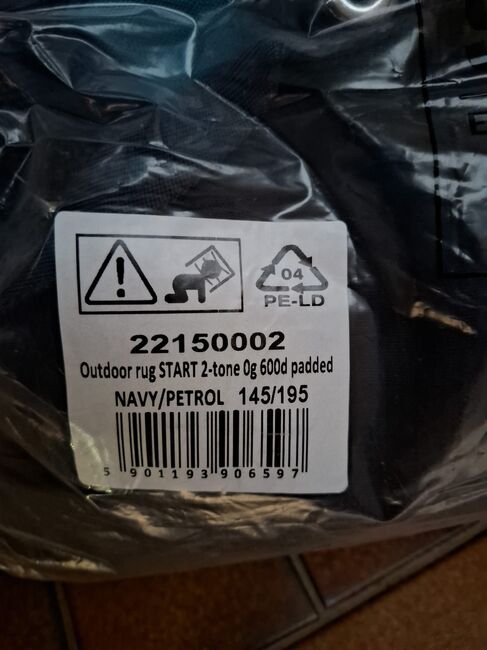 04
PE-LD
22150002
Outdoor rug START 2-tone 0g 600d padded
NAVY/PETROL 145/195
5 901193 906597